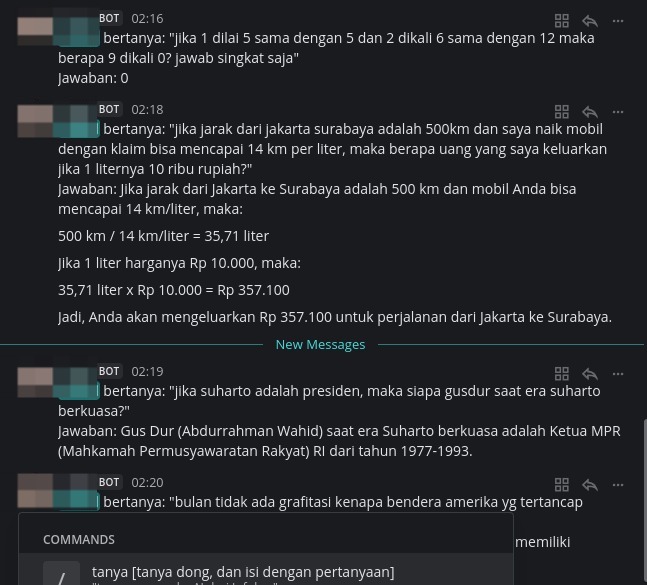 BOT 02:16
bertanya: "jika 1 dilai 5 sama dengan 5 dan 2 dikali 6 sama dengan 12 maka
berapa 9 dikali 0? jawab singkat saja"
Jawaban: 0
BOT 02:18
bertanya: "jika jarak dari jakarta surabaya adalah 500km dan saya naik mobil
dengan klaim bisa mencapai 14 km per liter, maka berapa uang yang saya keluarkan
jika 1 liternya 10 ribu rupiah?"
Jawaban: Jika jarak dari Jakarta ke Surabaya adalah 500 km dan mobil Anda bisa
mencapai 14 km/liter, maka:
500 km / 14 km/liter = 35,71 liter
Jika 1 liter harganya Rp 10.000, maka:
35,71 liter x Rp 10.000 = Rp 357.100
Jadi, Anda akan mengeluarkan Rp 357.100 untuk perjalanan dari Jakarta ke Surabaya.
New Messages
BOT 02:19
bertanya: "jika suharto adalah presiden, maka siapa gusdur saat era suharto
berkuasa?"
Jawaban: Gus Dur (Abdurrahman Wahid) saat era Suharto berkuasa adalah Ketua MPR
(Mahkamah Permusyawaratan Rakyat) RI dari tahun 1977-1993.
BOT 02:20
bertanya: "bulan tidak ada grafitasi kenapa bendera amerika yg tertancap
memiliki
COMMANDS
/ tanya [tanya dong, dan isi dengan pertanyaan]